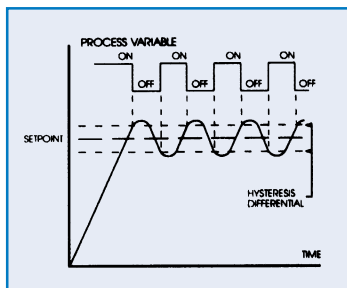 PROCESS VARIABLE
ON ON ON ON
OFF OFF OFF OFF
SETPOINT
HYSTERESIS
DIFFERENTIAL
TIME